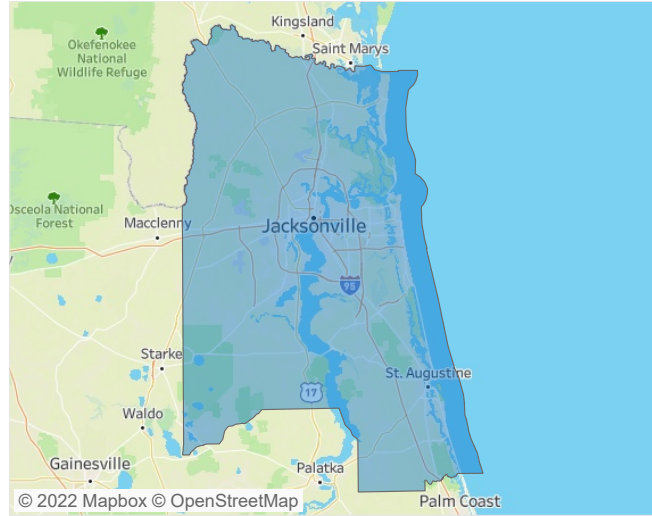 Kingsland
Okefenokee
National
Wildlife Refuge
Saint Marys
Osceola National
Forest
Macclenny
Jacksonville
95
Starke
St. Augustine
17
Waldo
Gainesville
Palatka
Palm Coast
© 2022 Mapbox © OpenStreetMap